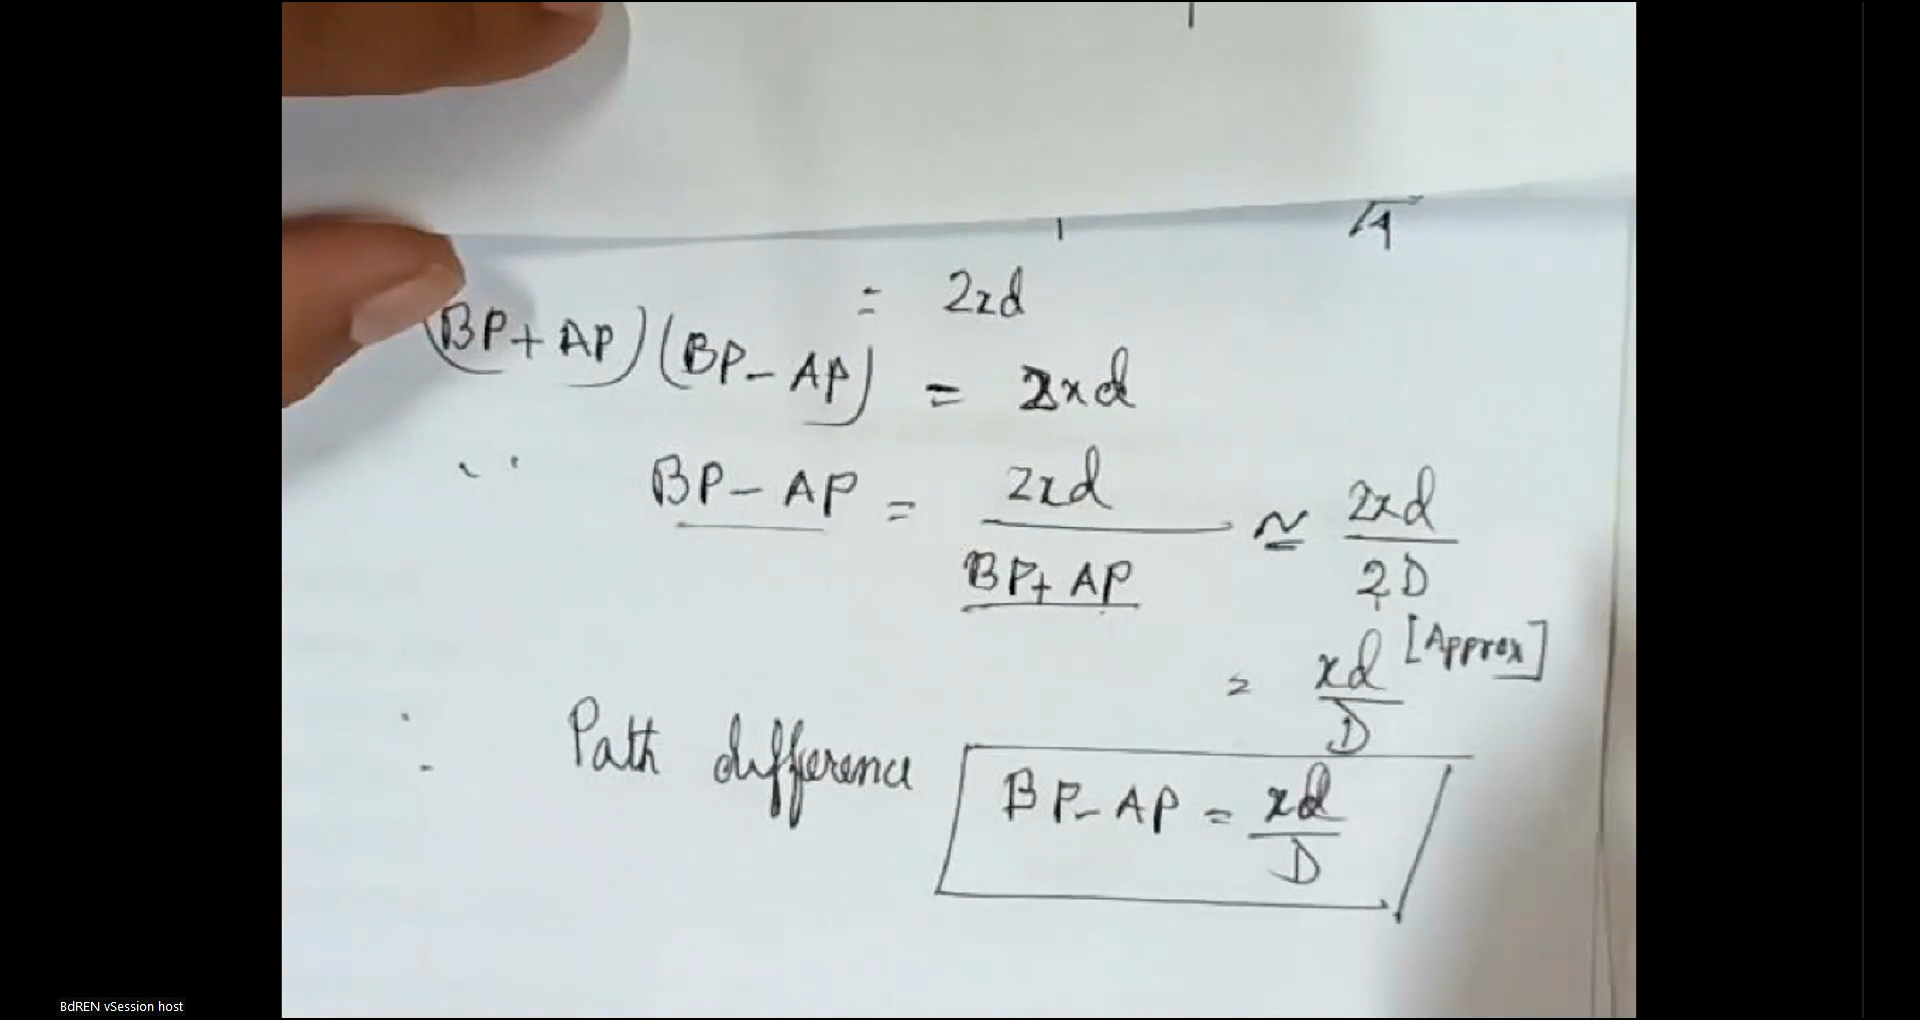 = 2xd
(BP+AP)(BP-AP) = 2xd
BP-AP = 2xd / BP+AP ≃ 2xd / 2D
= xd / D [Approx]
∴ Path difference BP-AP = xd / D
BdREN vSession host